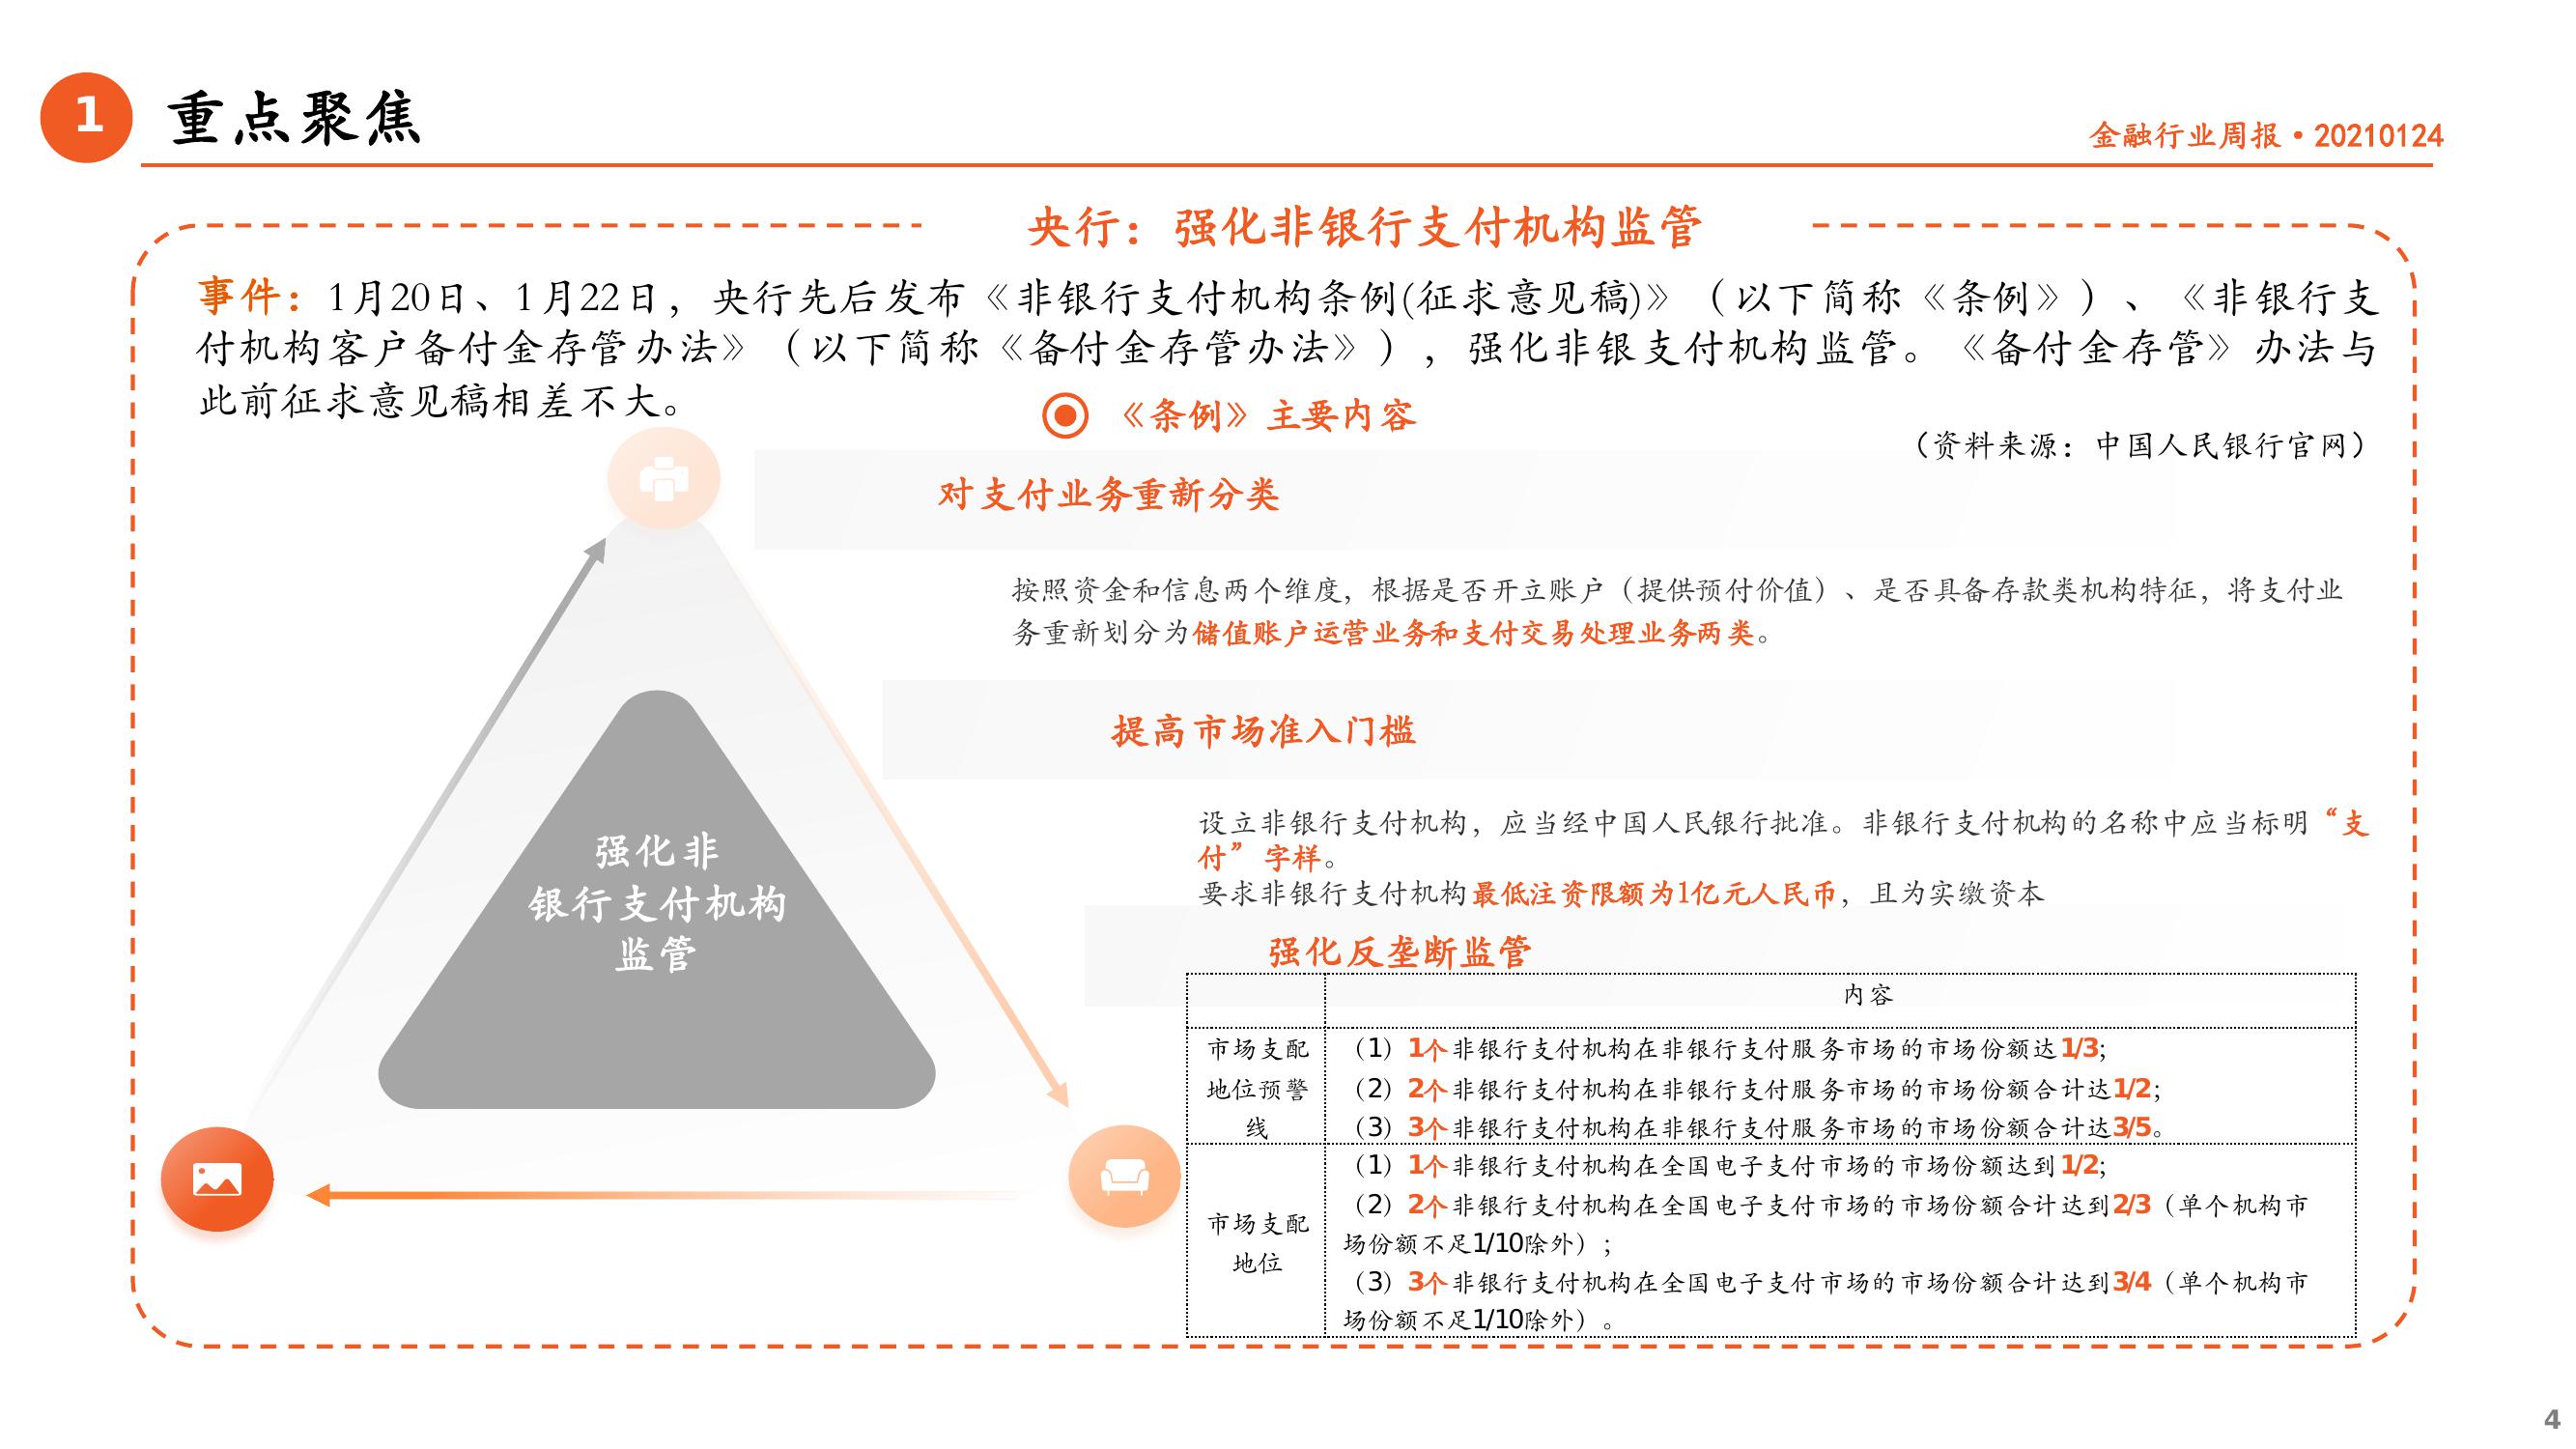 1
重点聚焦
金融行业周报•20210124
央行：强化非银行支付机构监管
事件：1月20日、1月22日，央行先后发布《非银行支付机构条例(征求意见稿)》（以下简称《条例》）、《非银行支
付机构客户备付金存管办法》（以下简称《备付金存管办法》），强化非银支付机构监管。《备付金存管》办法与
此前征求意见稿相差不大。
《条例》主要内容
（资料来源：中国人民银行官网）
对支付业务重新分类
按照资金和信息两个维度，根据是否开立账户（提供预付价值）、是否具备存款类机构特征，将支付业
务重新划分为储值账户运营业务和支付交易处理业务两类。
提高市场准入门槛
设立非银行支付机构，应当经中国人民银行批准。非银行支付机构的名称中应当标明“支
付”字样。
要求非银行支付机构最低注资限额为1亿元人民币，且为实缴资本
强化非
银行支付机构
监管
强化反垄断监管
内容
市场支配
地位预警
线
（1）1个非银行支付机构在非银行支付服务市场的市场份额达1/3;
（2）2个非银行支付机构在非银行支付服务市场的市场份额合计达1/2;
（3）3个非银行支付机构在非银行支付服务市场的市场份额合计达3/5。
市场支配
地位
（1）1个非银行支付机构在全国电子支付市场的市场份额达到1/2;
（2）2个非银行支付机构在全国电子支付市场的市场份额合计达到2/3（单个机构市
场份额不足1/10除外）;
（3）3个非银行支付机构在全国电子支付市场的市场份额合计达到3/4（单个机构市
场份额不足1/10除外）。
4